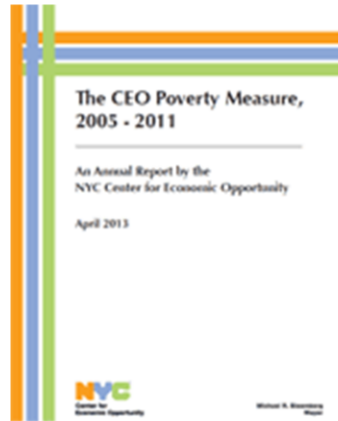 The CEO Poverty Measure,
2005 - 2011
An Annual Report by the
NYC Center for Economic Opportunity
April 2013
NYC
Center for
Economic Opportunity
Michael R. Bloomberg
Mayor